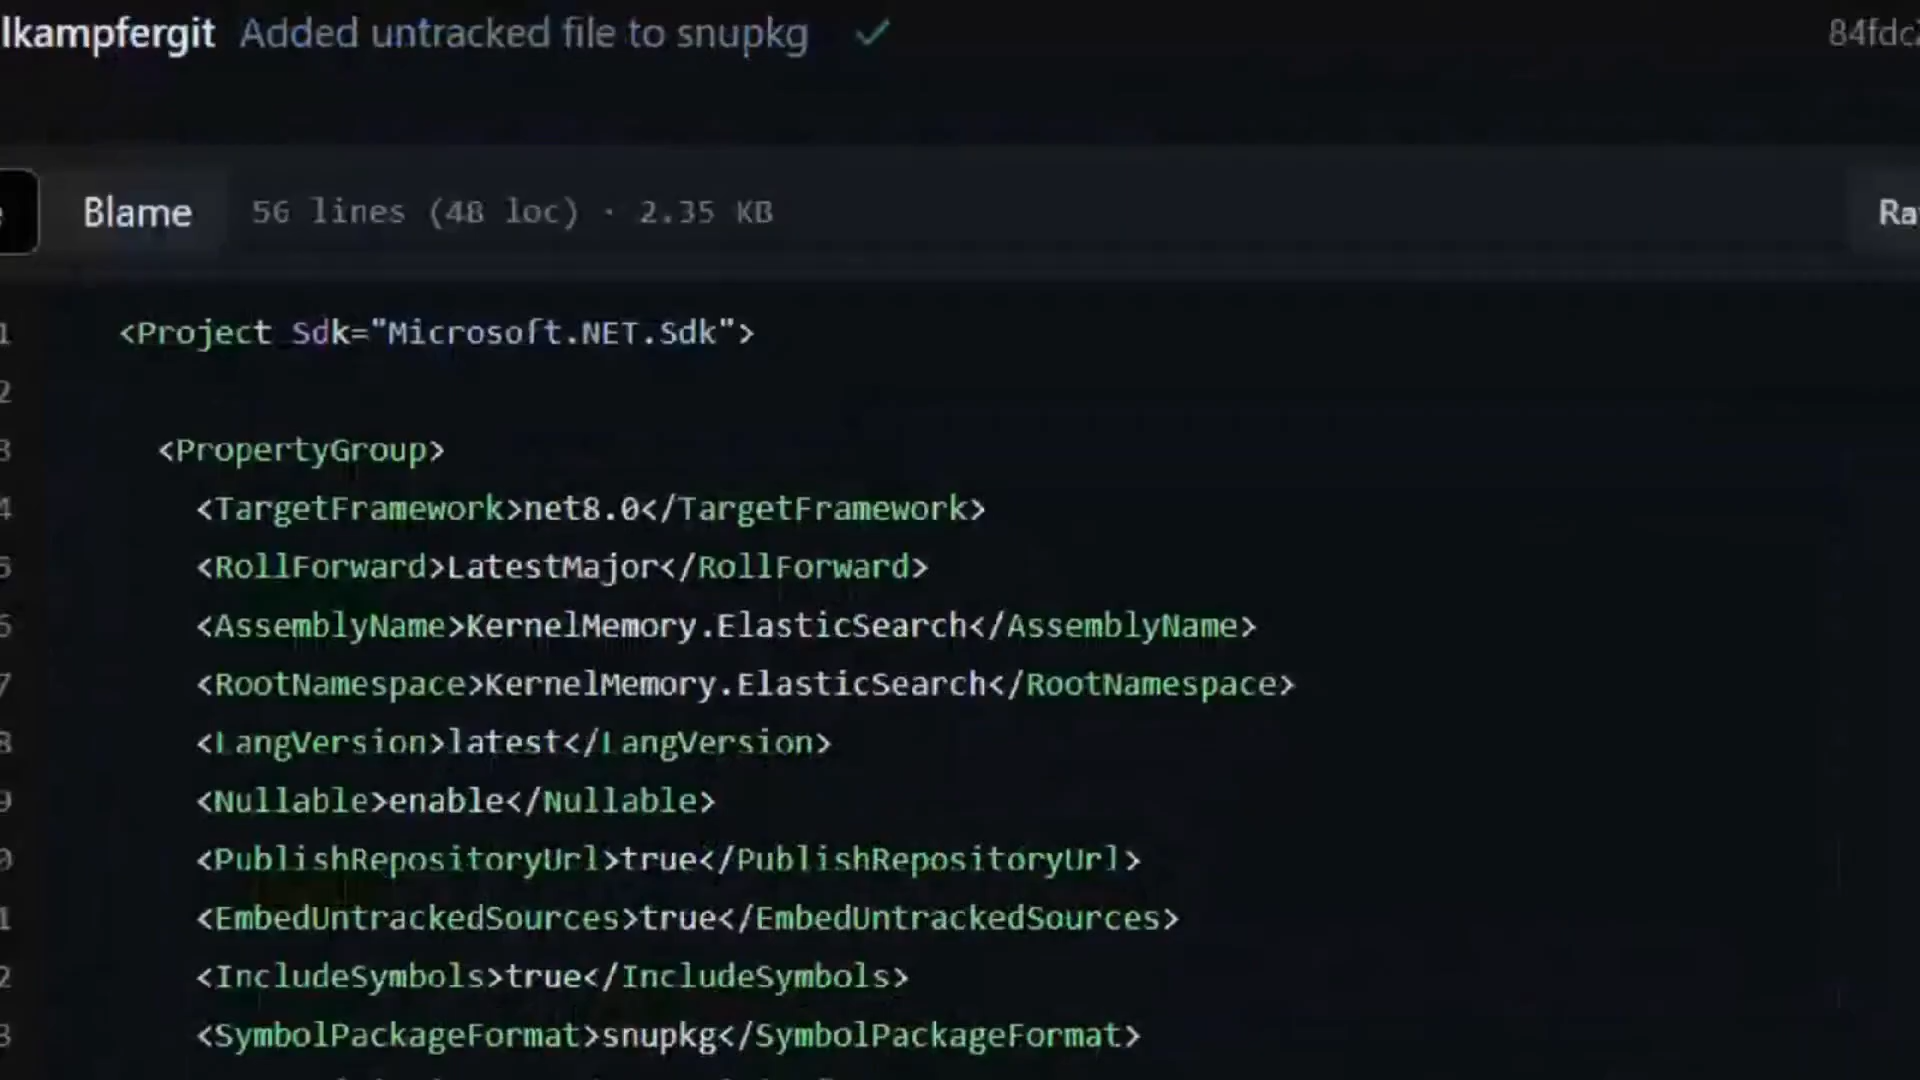 lkampfergit Added untracked file to snupkg
Blame 56 lines (48 loc) · 2.35 KB
1 <Project Sdk="Microsoft.NET.Sdk">
2
3 <PropertyGroup>
4 <TargetFramework>net8.0</TargetFramework>
5 <RollForward>LatestMajor</RollForward>
6 <AssemblyName>KernelMemory.ElasticSearch</AssemblyName>
7 <RootNamespace>KernelMemory.ElasticSearch</RootNamespace>
8 <LangVersion>latest</LangVersion>
9 <Nullable>enable</Nullable>
0 <PublishRepositoryUrl>true</PublishRepositoryUrl>
1 <EmbedUntrackedSources>true</EmbedUntrackedSources>
2 <IncludeSymbols>true</IncludeSymbols>
3 <SymbolPackageFormat>snupkg</SymbolPackageFormat>